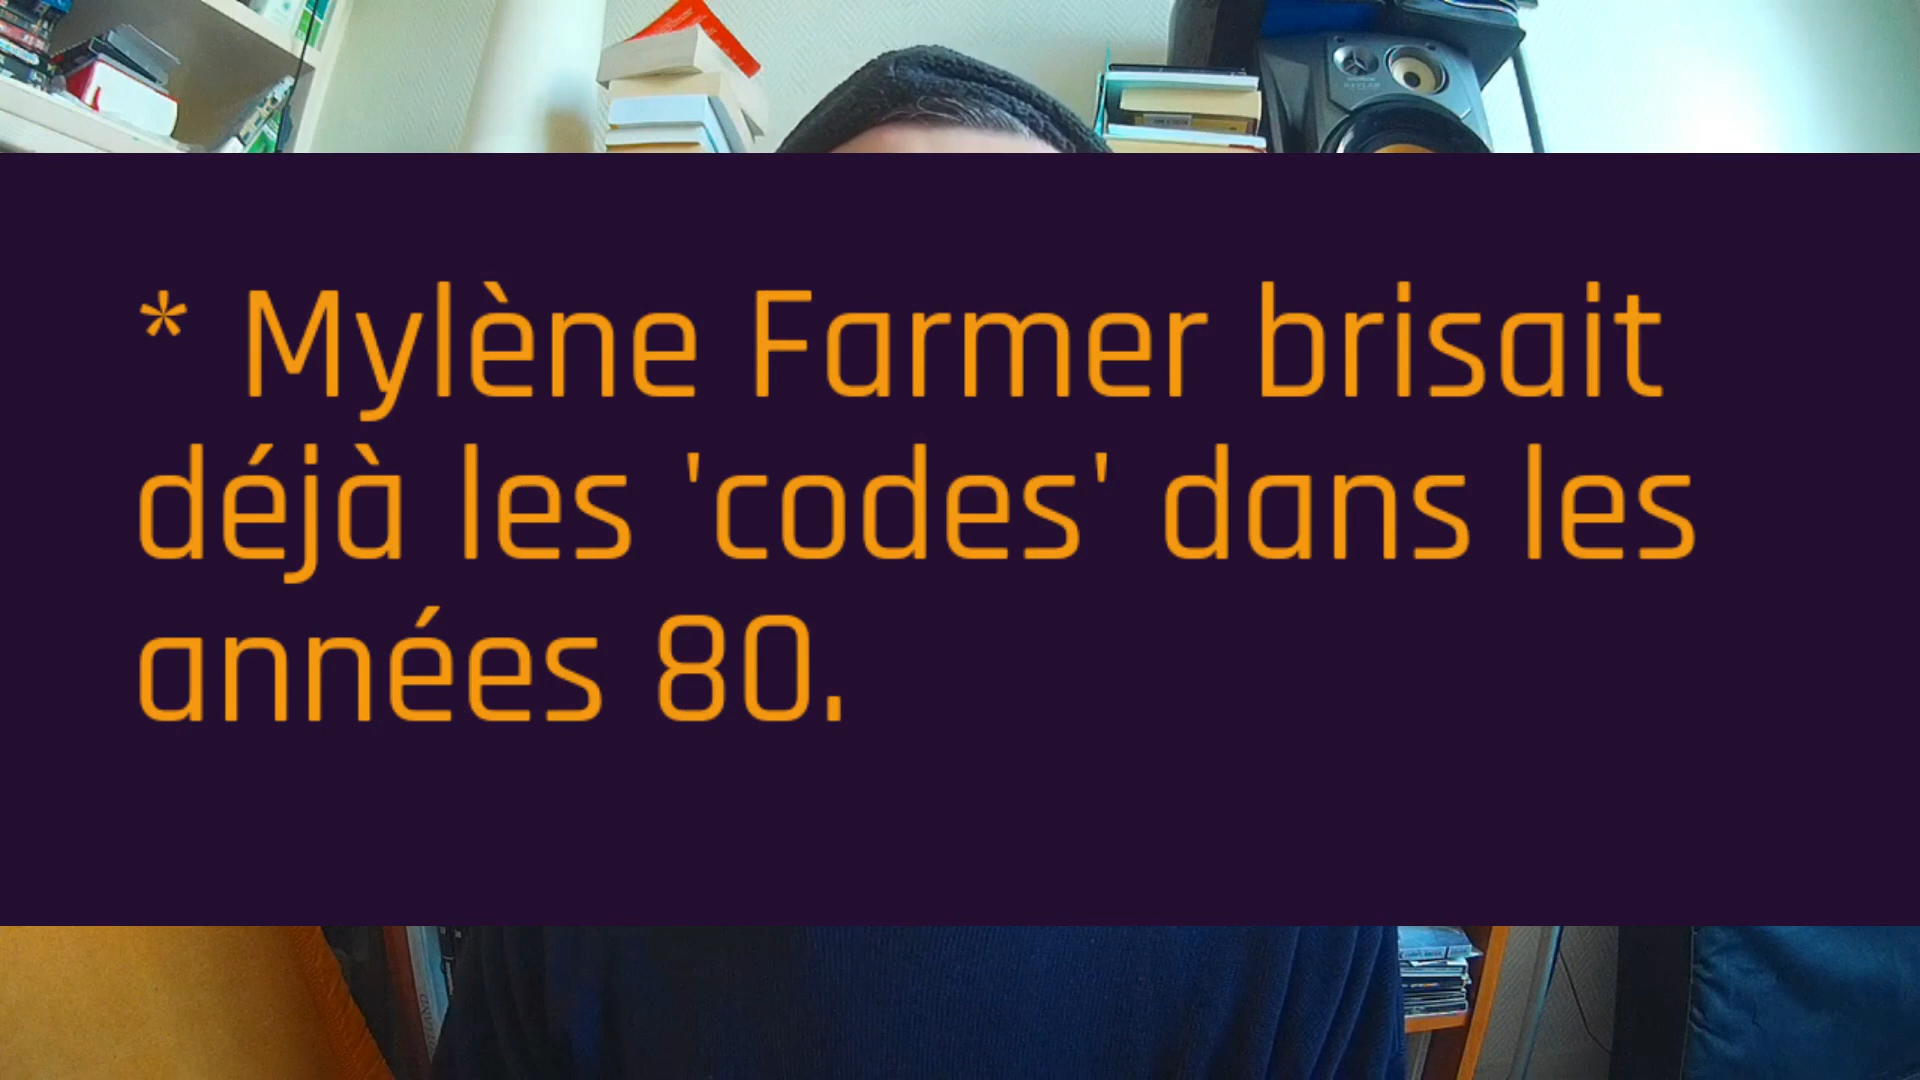 * Mylène Farmer brisait
déjà les 'codes' dans les
années 80.